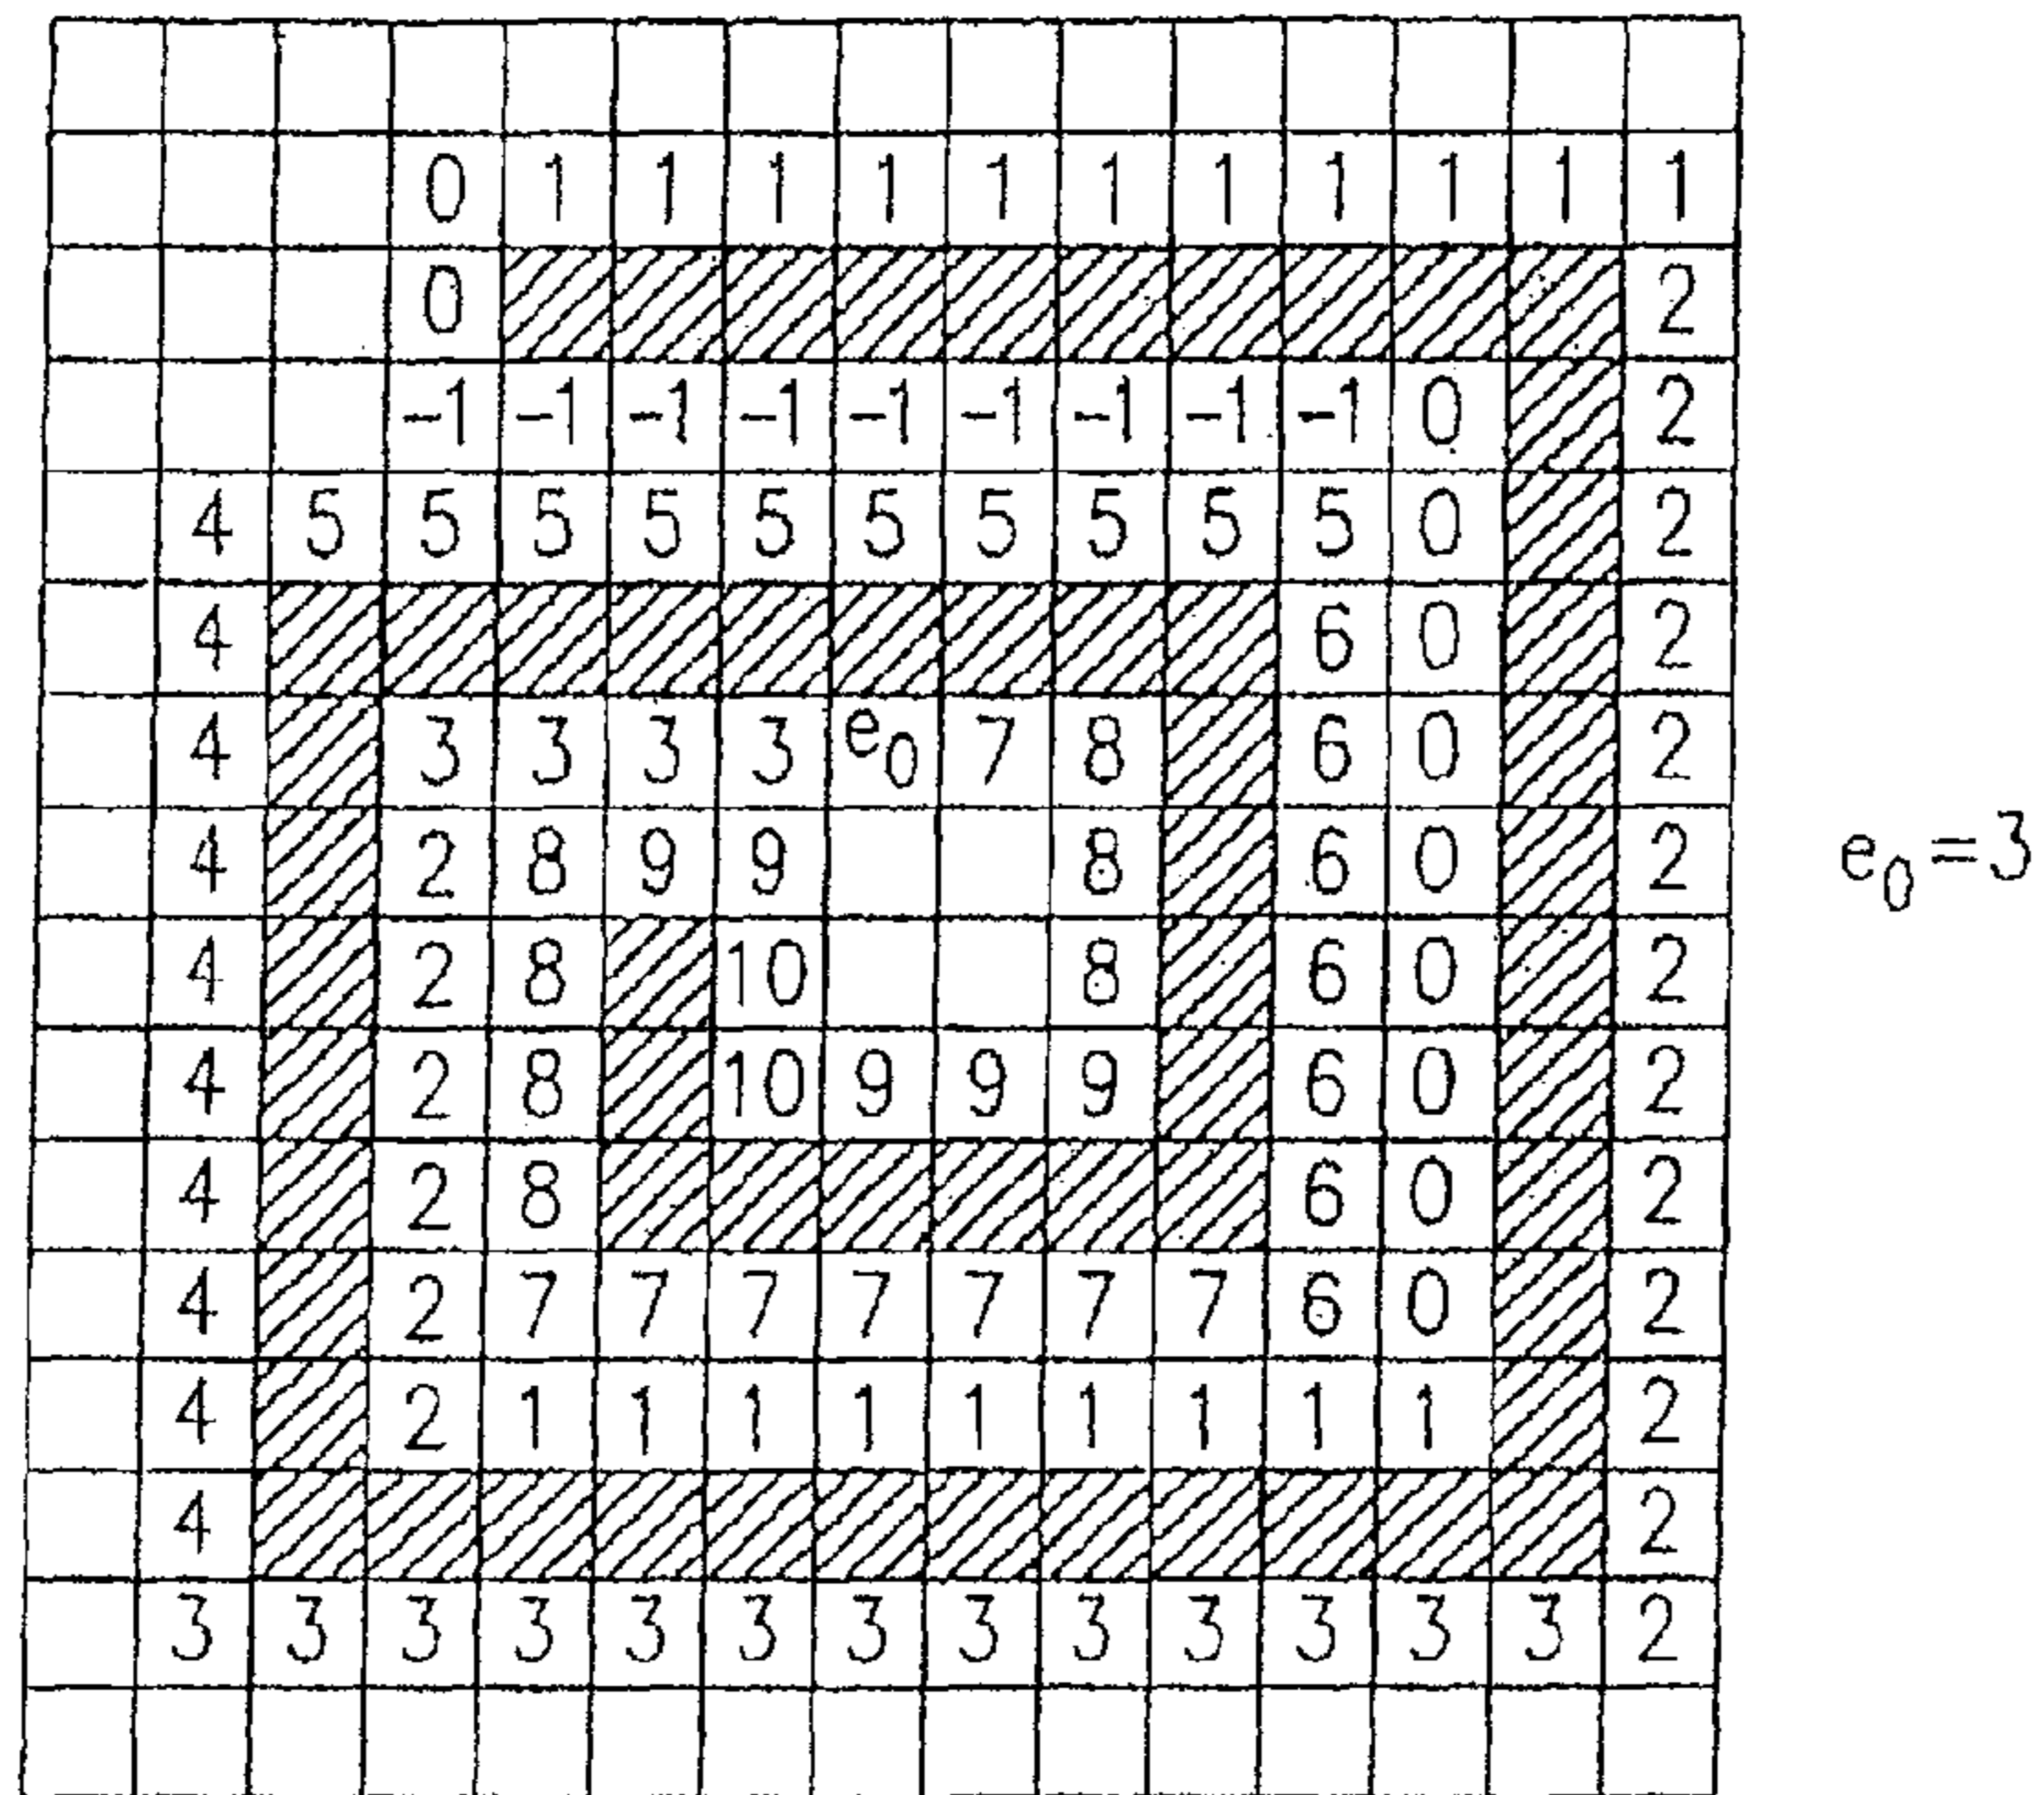 0 1 1 1 1 1 1 1 1 1 1 1
0 2
-1 -1 -1 -1 -1 -1 -1 -1 -1 0 2
4 5 5 5 5 5 5 5 5 5 5 0 2
4 6 0 2
4 3 3 3 3 e0 7 8 6 0 2
4 2 8 9 9 8 6 0 2 e0=3
4 2 8 10 8 6 0 2
4 2 8 10 9 9 9 6 0 2
4 2 8 6 0 2
4 2 7 7 7 7 7 7 7 6 0 2
4 2 1 1 1 1 1 1 1 1 1 2
4 2
3 3 3 3 3 3 3 3 3 3 3 3 3 2